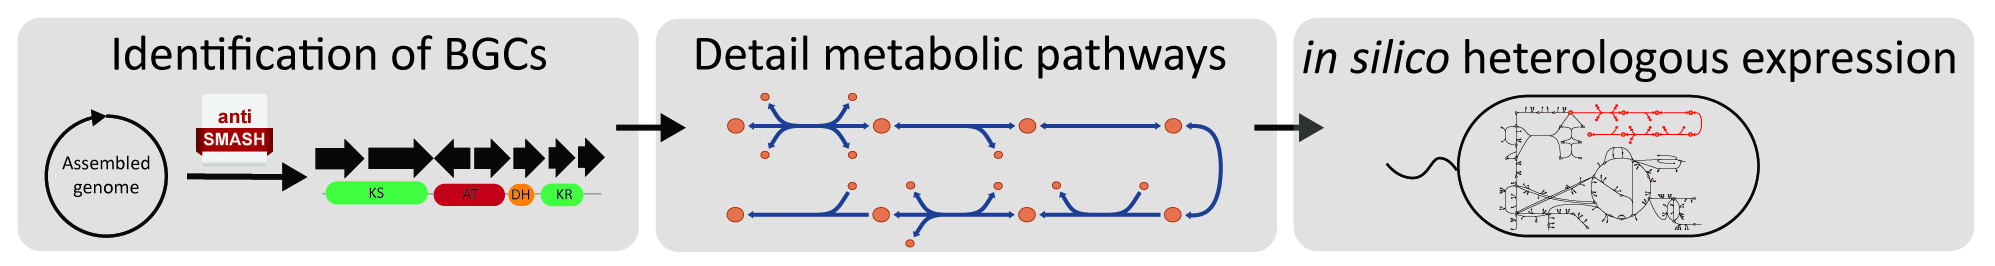 Identification of BGCs
anti
SMASH
Assembled
genome
KS
AT
DH
KR
Detail metabolic pathways
in silico heterologous expression